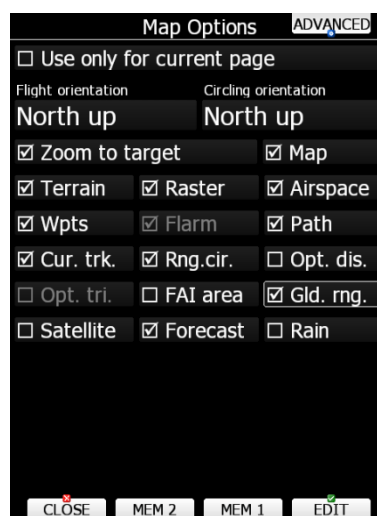 Map Options ADVANCED
Use only for current page
Flight orientation Circling orientation
North up North up
Zoom to target Map
Terrain Raster Airspace
Wpts Flarm Path
Cur. trk. Rng.cir. Opt. dis.
Opt. tri. FAI area Gld. rng.
Satellite Forecast Rain
CLOSE MEM 2 MEM 1 EDIT